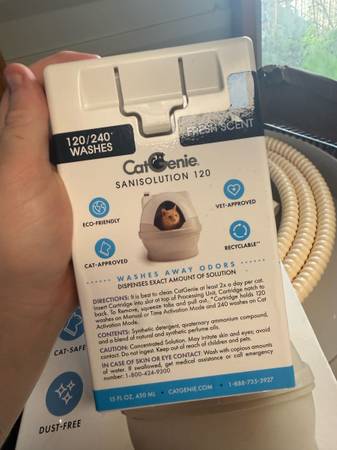 120/240*
WASHES
FRESH SCENT
CatGenie®
SANISOLUTION 120
ECO-FRIENDLY
VET-APPROVED
CAT-APPROVED
RECYCLABLE**
WASHES AWAY ODORS
DISPENSES EXACT AMOUNT OF SOLUTION
DIRECTIONS: It is best to clean CatGenie at least 2x a day per cat.
Insert Cartridge into slot at top of Processing Unit, Cartridge notch to
back. To Remove, squeeze tabs and pull out. *Cartridge holds 120
washes on Manual or Time Activation Mode and 240 washes on Cat
Activation Mode.
CONTENTS: Synthetic detergent, quaternary ammonium compound,
and a blend of natural and synthetic perfume oils.
CAUTION: Concentrated Solution. May irritate skin and eyes; avoid
contact. Do not ingest. Keep out of reach of children and pets.
IN CASE OF SKIN OR EYE CONTACT: Wash with copious amounts
of water. If swallowed, get medical assistance or call emergency
number: 1-800-424-9300
15 FL OZ, 450 ML • CATGENIE.COM • 1-888-735-3927
CAT-SAFE
DUST-FREE